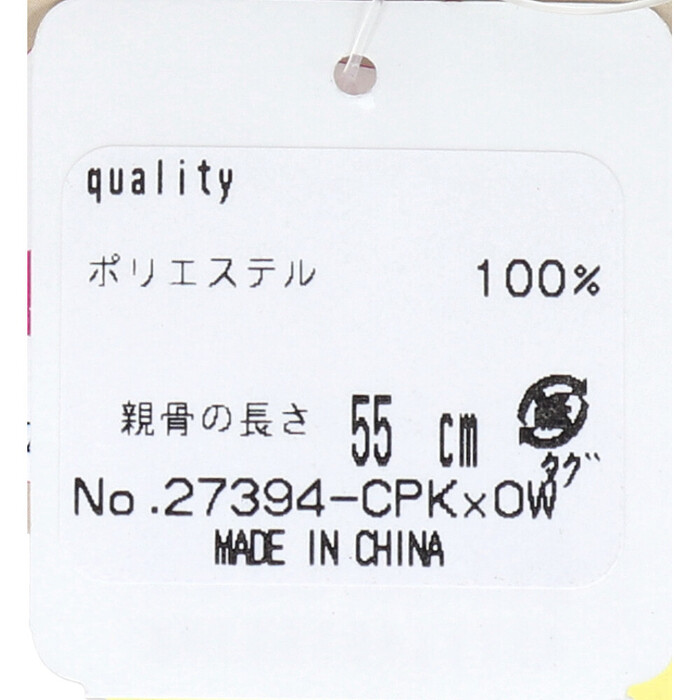 quality
ポリエステル 100%
親骨の長さ 55 cm
タグ
No.27394-CPK×OW
MADE IN CHINA